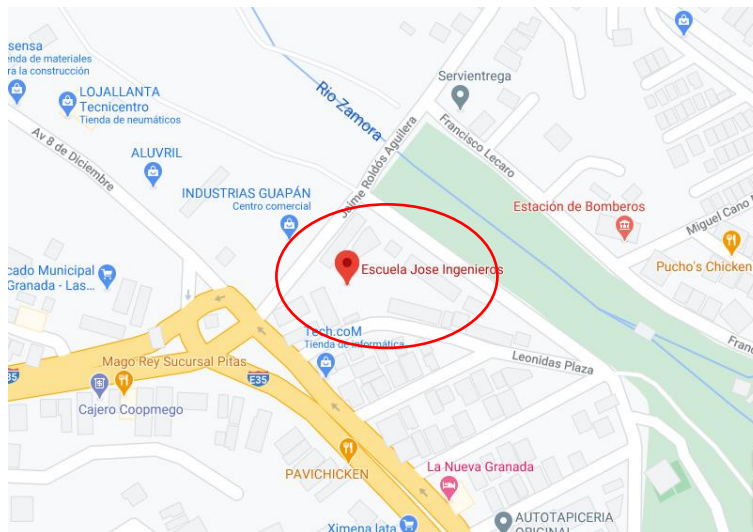 sensa
enda de materiales
ra la construcción
LOJALLANTA
Tecnicentro
Tienda de neumáticos
Av 8 de Diciembre
ALUVRIL
INDUSTRIAS GUAPÁN
Centro comercial
Rio Zamora
Jaime Roldós Aguilera
Servientrega
Francisco Lecaro
Estación de Bomberos
Miguel Cano M
Pucho's Chicken
Escuela Jose Ingenieros
cado Municipal
Granada - Las...
Tech.coM
Tienda de informática
Leonidas Plaza
Franc
Mago Rey Sucursal Pitas
E35
35
Cajero Coopmego
PAVICHICKEN
La Nueva Granada
AUTOTAPICERIA
ORIGINAL
Ximena lata